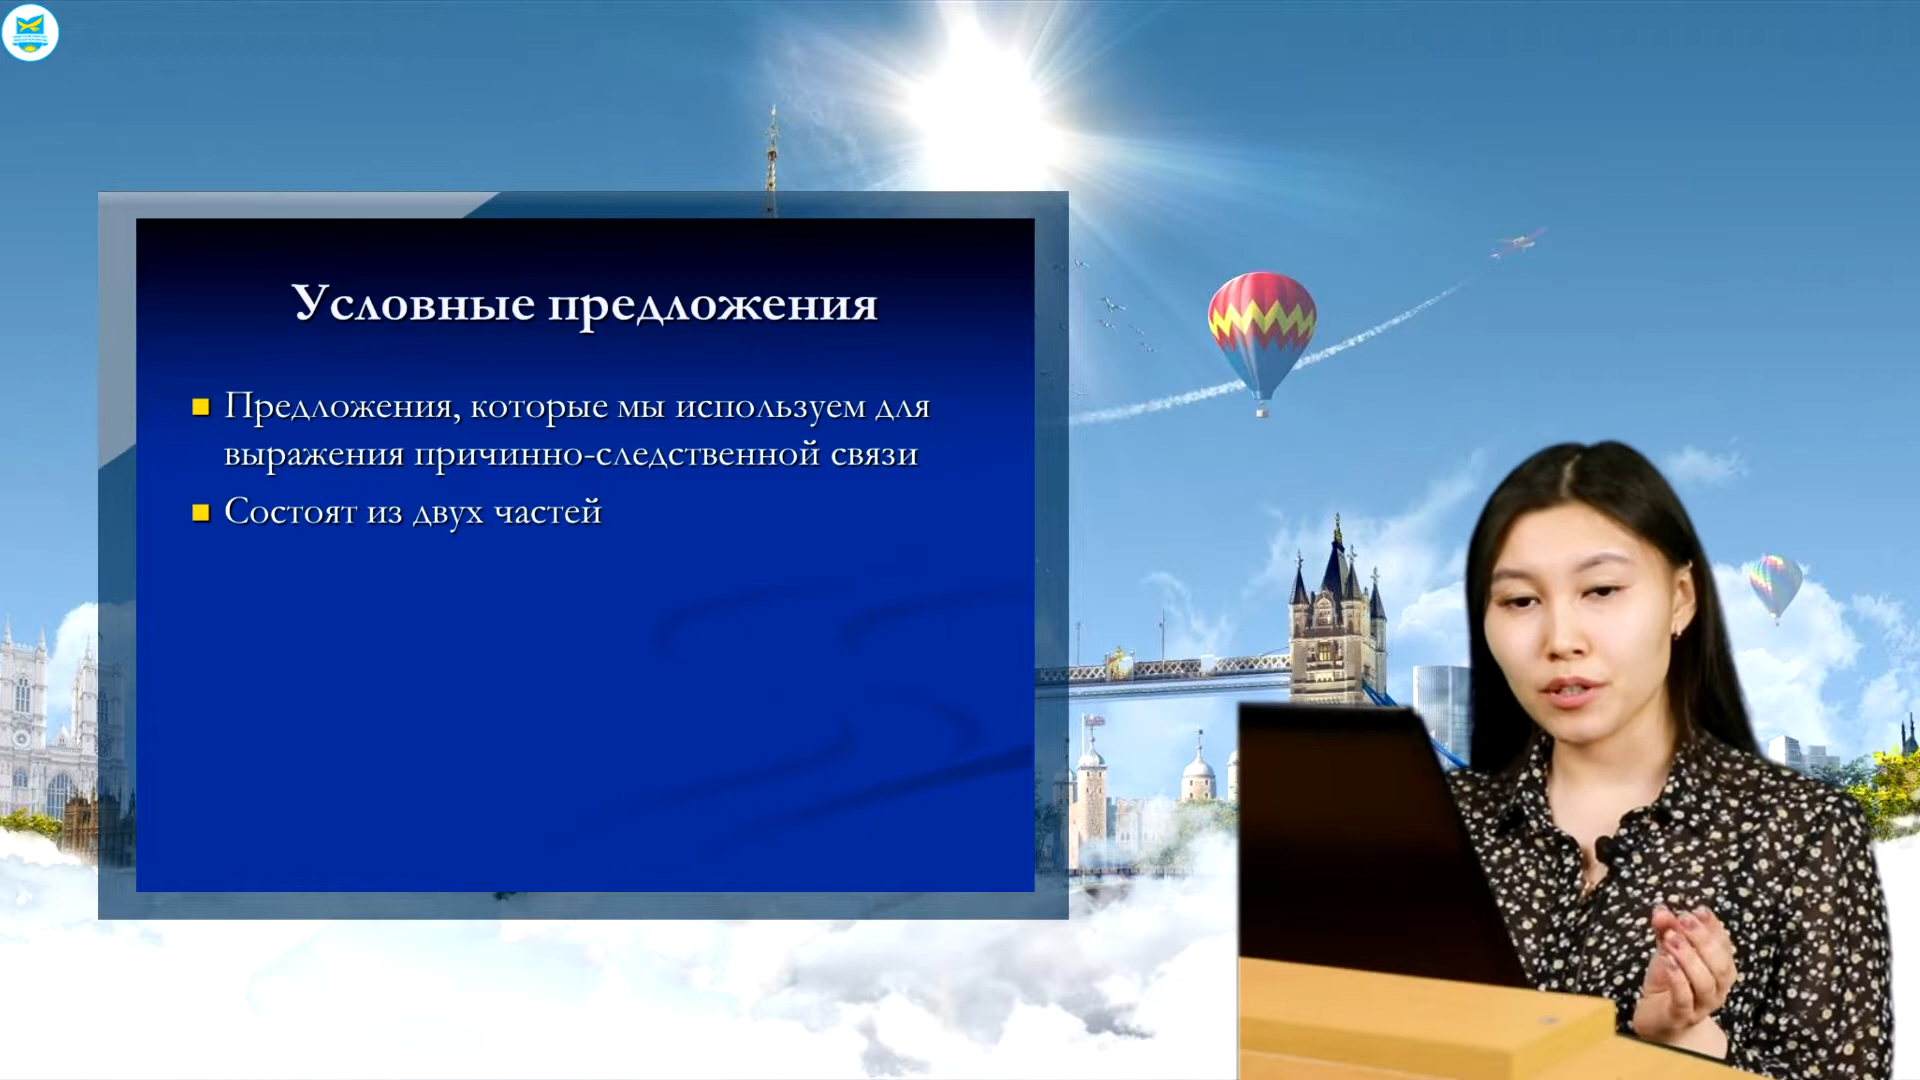 Условные предложения
Предложения, которые мы используем для
выражения причинно-следственной связи
Состоят из двух частей